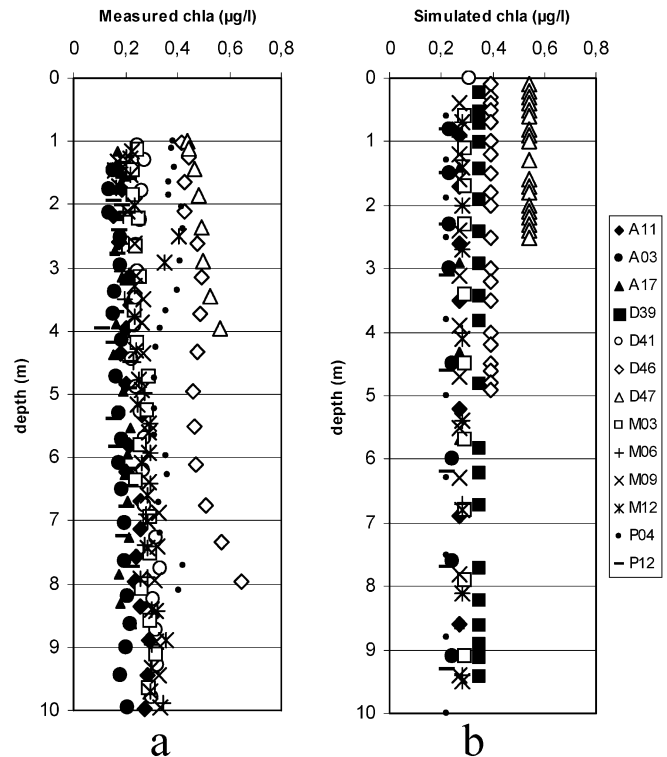 Measured chla (µg/l)
0 0,2 0,4 0,6 0,8
0
1
2
3
4
5
6
7
8
9
10
depth (m)
a
Simulated chla (µg/l)
0 0,2 0,4 0,6 0,8
0
1
2
3
4
5
6
7
8
9
10
depth (m)
b
A11
A03
A17
D39
D41
D46
D47
M03
M06
M09
M12
P04
P12